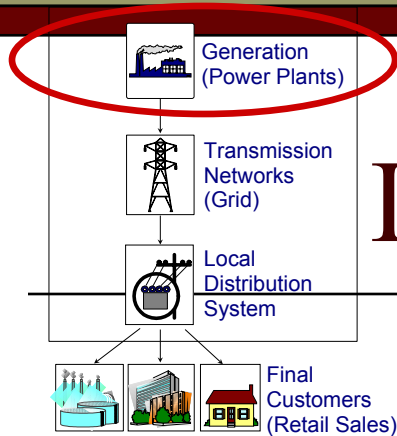 Generation
(Power Plants)
Transmission
Networks
(Grid)
Local
Distribution
System
Final
Customers
(Retail Sales)